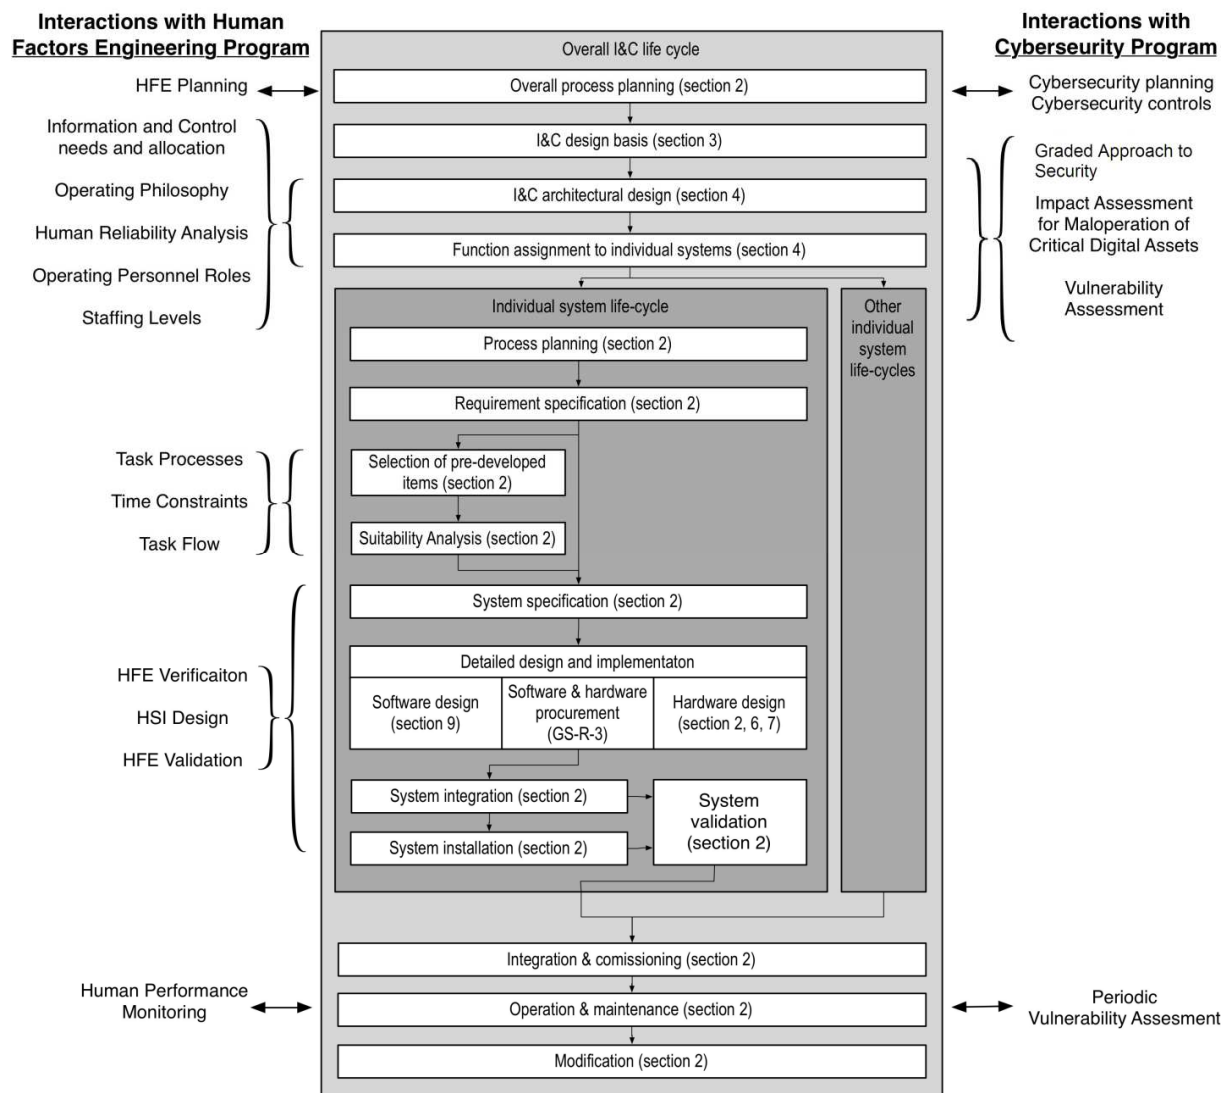 Interactions with Human
Factors Engineering Program
HFE Planning
Information and Control
needs and allocation
Operating Philosophy
Human Reliability Analysis
Operating Personnel Roles
Staffing Levels
Task Processes
Time Constraints
Task Flow
HFE Verificaiton
HSI Design
HFE Validation
Human Performance
Monitoring
Overall I&C life cycle
Overall process planning (section 2)
I&C design basis (section 3)
I&C architectural design (section 4)
Function assignment to individual systems (section 4)
Individual system life-cycle
Process planning (section 2)
Requirement specification (section 2)
Selection of pre-developed
items (section 2)
Suitability Analysis (section 2)
System specification (section 2)
Detailed design and implementaton
Software design
(section 9)
Software & hardware
procurement
(GS-R-3)
Hardware design
(section 2, 6, 7)
System integration (section 2)
System installation (section 2)
System
validation
(section 2)
Other
individual
system
life-cycles
Integration & comissioning (section 2)
Operation & maintenance (section 2)
Modification (section 2)
Interactions with
Cyberseurity Program
Cybersecurity planning
Cybersecurity controls
Graded Approach to
Security
Impact Assessment
for Maloperation of
Critical Digital Assets
Vulnerability
Assessment
Periodic
Vulnerability Assesment